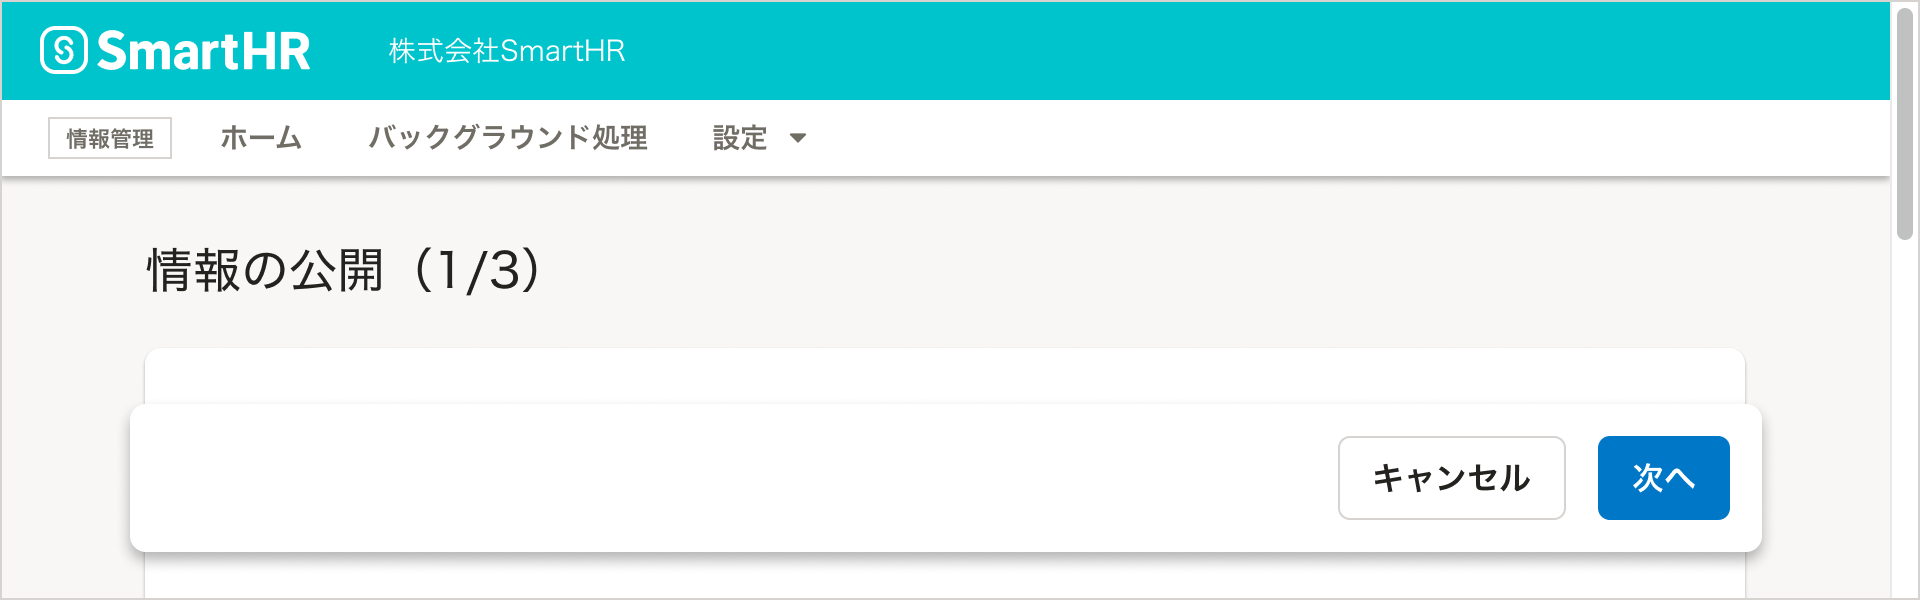 SmartHR 株式会社SmartHR
情報管理 ホーム バックグラウンド処理 設定
情報の公開（1/3）
キャンセル 次へ